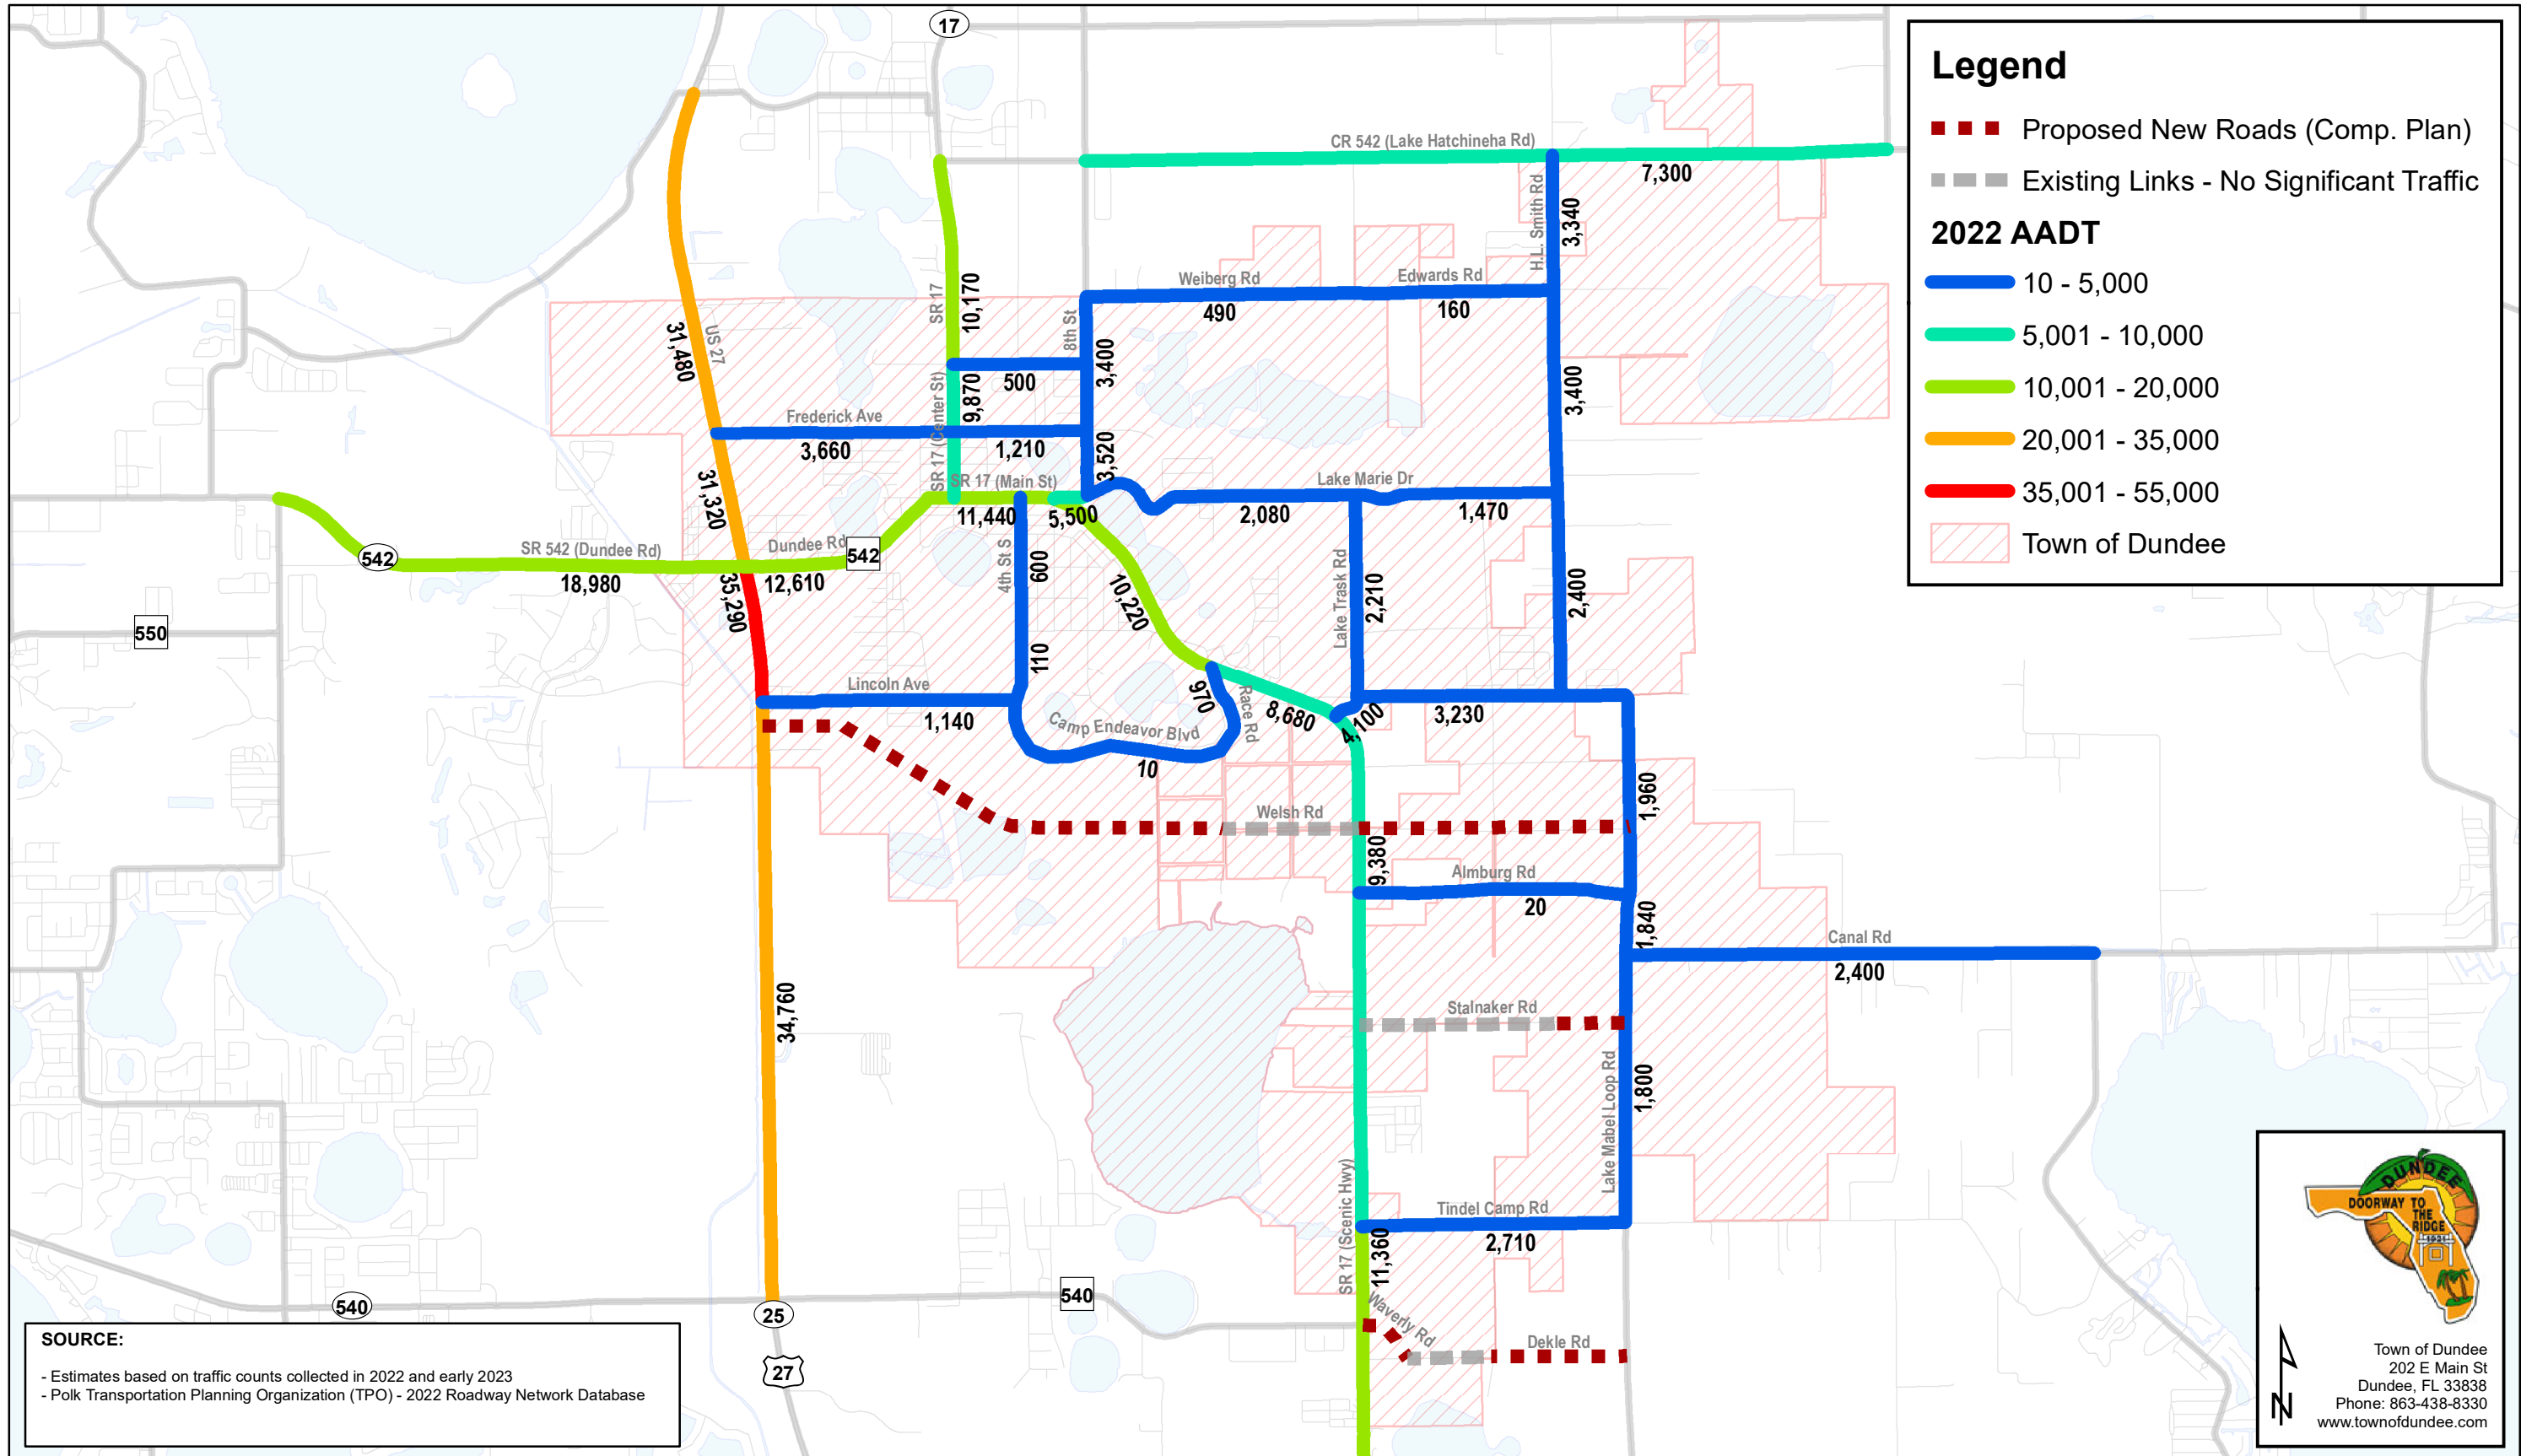 17
Legend
Proposed New Roads (Comp. Plan)
Existing Links - No Significant Traffic
2022 AADT
10 - 5,000
5,001 - 10,000
10,001 - 20,000
20,001 - 35,000
35,001 - 55,000
Town of Dundee
CR 542 (Lake Hatchineha Rd)
7,300
H.L. Smith Rd
3,340
Weiberg Rd
Edwards Rd
490
160
SR 17
10,170
US 27
31,480
8th St
3,400
3,400
500
SR 17 (Center St)
9,870
Frederick Ave
3,660
1,210
3,520
31,320
SR 17 (Main St)
11,440
5,500
Lake Marie Dr
2,080
1,470
542
SR 542 (Dundee Rd)
18,980
Dundee Rd
542
12,610
35,290
4th St S
600
10,220
Lake Trask Rd
2,210
2,400
550
110
Lincoln Ave
1,140
970
Race Rd
8,680
4,100
3,230
Camp Endeavor Blvd
10
1,960
Welsh Rd
9,380
Almburg Rd
20
1,840
Canal Rd
2,400
34,760
Stalnaker Rd
Lake Mabel Loop Rd
1,800
SR 17 (Scenic Hwy)
Tindel Camp Rd
2,710
11,360
540
25
540
Waverly Rd
Dekle Rd
27
SOURCE:
- Estimates based on traffic counts collected in 2022 and early 2023
- Polk Transportation Planning Organization (TPO) - 2022 Roadway Network Database
DUNDEE
DOORWAY TO
THE
RIDGE
N
Town of Dundee
202 E Main St
Dundee, FL 33838
Phone: 863-438-8330
www.townofdundee.com